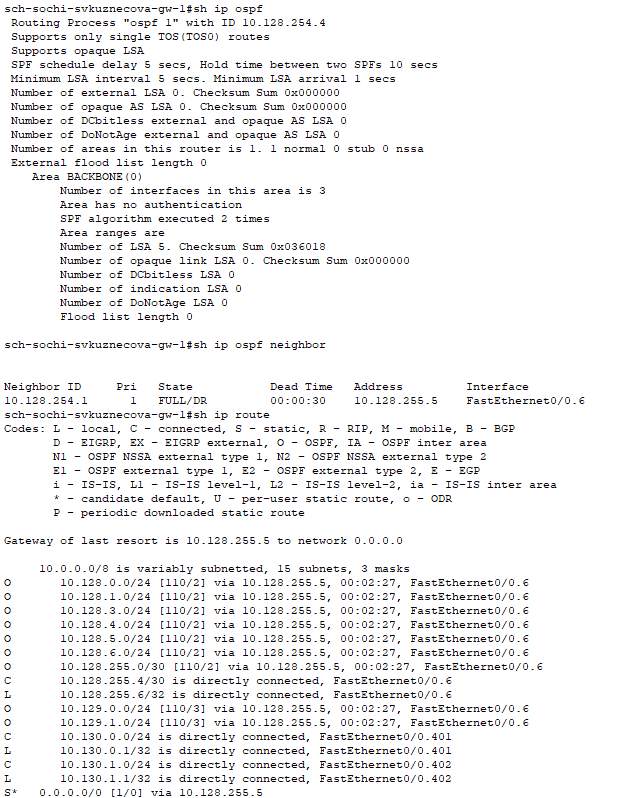 sch-sochi-svkuznecova-gw-1#sh ip ospf
 Routing Process "ospf 1" with ID 10.128.254.4
 Supports only single TOS(TOS0) routes
 Supports opaque LSA
 SPF schedule delay 5 secs, Hold time between two SPFs 10 secs
 Minimum LSA interval 5 secs. Minimum LSA arrival 1 secs
 Number of external LSA 0. Checksum Sum 0x000000
 Number of opaque AS LSA 0. Checksum Sum 0x000000
 Number of DCbitless external and opaque AS LSA 0
 Number of DoNotAge external and opaque AS LSA 0
 Number of areas in this router is 1. 1 normal 0 stub 0 nssa
 External flood list length 0
    Area BACKBONE(0)
        Number of interfaces in this area is 3
        Area has no authentication
        SPF algorithm executed 2 times
        Area ranges are
        Number of LSA 5. Checksum Sum 0x036018
        Number of opaque link LSA 0. Checksum Sum 0x000000
        Number of DCbitless LSA 0
        Number of indication LSA 0
        Number of DoNotAge LSA 0
        Flood list length 0
sch-sochi-svkuznecova-gw-1#sh ip ospf neighbor
Neighbor ID     Pri   State           Dead Time   Address         Interface
10.128.254.1      1   FULL/DR         00:00:30    10.128.255.5    FastEthernet0/0.6
sch-sochi-svkuznecova-gw-1#sh ip route
Codes: L - local, C - connected, S - static, R - RIP, M - mobile, B - BGP
       D - EIGRP, EX - EIGRP external, O - OSPF, IA - OSPF inter area
       N1 - OSPF NSSA external type 1, N2 - OSPF NSSA external type 2
       E1 - OSPF external type 1, E2 - OSPF external type 2, E - EGP
       i - IS-IS, L1 - IS-IS level-1, L2 - IS-IS level-2, ia - IS-IS inter area
       * - candidate default, U - per-user static route, o - ODR
       P - periodic downloaded static route
Gateway of last resort is 10.128.255.5 to network 0.0.0.0
     10.0.0.0/8 is variably subnetted, 15 subnets, 3 masks
O       10.128.0.0/24 [110/2] via 10.128.255.5, 00:02:27, FastEthernet0/0.6
O       10.128.1.0/24 [110/2] via 10.128.255.5, 00:02:27, FastEthernet0/0.6
O       10.128.3.0/24 [110/2] via 10.128.255.5, 00:02:27, FastEthernet0/0.6
O       10.128.4.0/24 [110/2] via 10.128.255.5, 00:02:27, FastEthernet0/0.6
O       10.128.5.0/24 [110/2] via 10.128.255.5, 00:02:27, FastEthernet0/0.6
O       10.128.6.0/24 [110/2] via 10.128.255.5, 00:02:27, FastEthernet0/0.6
O       10.128.255.0/30 [110/2] via 10.128.255.5, 00:02:27, FastEthernet0/0.6
C       10.128.255.4/30 is directly connected, FastEthernet0/0.6
L       10.128.255.6/32 is directly connected, FastEthernet0/0.6
O       10.129.0.0/24 [110/3] via 10.128.255.5, 00:02:27, FastEthernet0/0.6
O       10.129.1.0/24 [110/3] via 10.128.255.5, 00:02:27, FastEthernet0/0.6
C       10.130.0.0/24 is directly connected, FastEthernet0/0.401
L       10.130.0.1/32 is directly connected, FastEthernet0/0.401
C       10.130.1.0/24 is directly connected, FastEthernet0/0.402
L       10.130.1.1/32 is directly connected, FastEthernet0/0.402
S*   0.0.0.0/0 [1/0] via 10.128.255.5